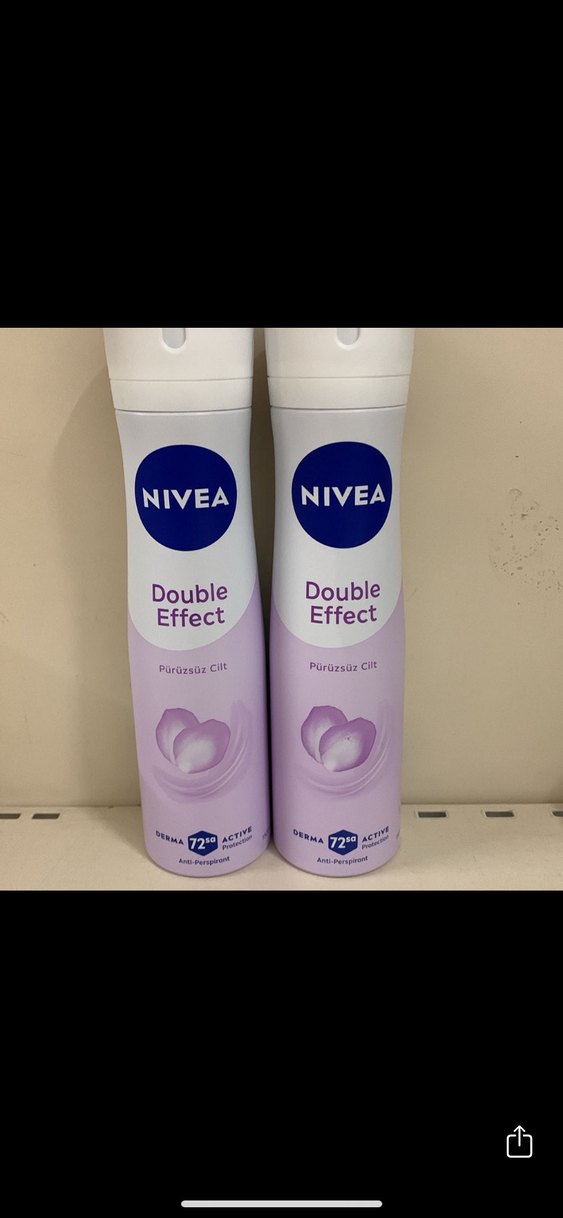 NIVEA
Double
Effect
Pürüzsüz Cilt
DERMA 72sa ACTIVE
Protection
Anti-Perspirant
NIVEA
Double
Effect
Pürüzsüz Cilt
DERMA 72sa ACTIVE
Protection
Anti-Perspirant